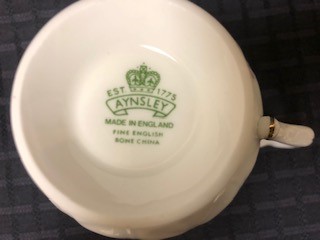 EST 1775
AYNSLEY
MADE IN ENGLAND
FINE ENGLISH
BONE CHINA